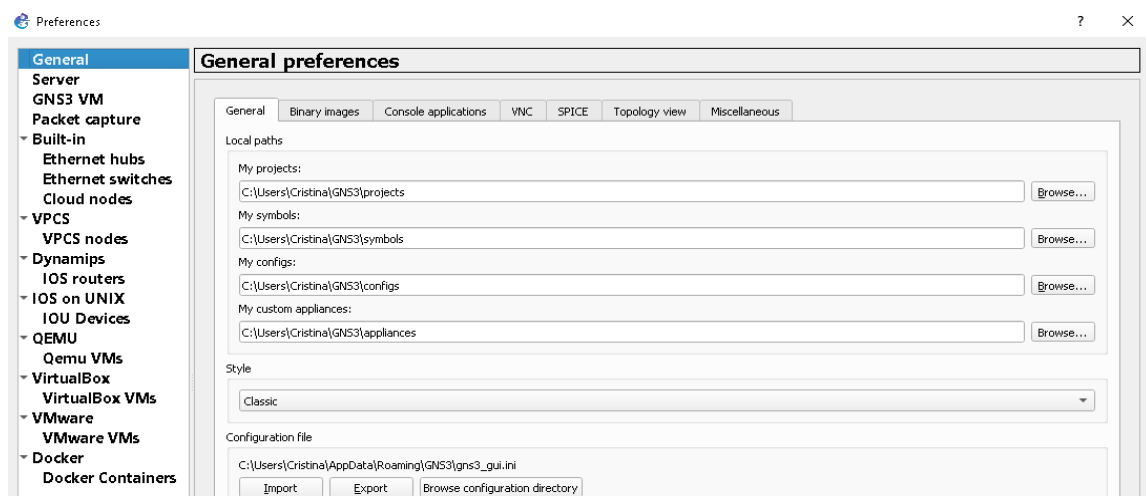 Preferences
?
General
Server
GNS3 VM
Packet capture
Built-in
Ethernet hubs
Ethernet switches
Cloud nodes
VPCS
VPCS nodes
Dynamips
IOS routers
IOS on UNIX
IOU Devices
QEMU
Qemu VMs
VirtualBox
VirtualBox VMs
VMware
VMware VMs
Docker
Docker Containers
General preferences
General Binary images Console applications VNC SPICE Topology view Miscellaneous
Local paths
My projects:
C:\Users\Cristina\GNS3\projects Browse...
My symbols:
C:\Users\Cristina\GNS3\symbols Browse...
My configs:
C:\Users\Cristina\GNS3\configs Browse...
My custom appliances:
C:\Users\Cristina\GNS3\appliances Browse...
Style
Classic
Configuration file
C:\Users\Cristina\AppData\Roaming\GNS3\gns3_gui.ini
Import Export Browse configuration directory